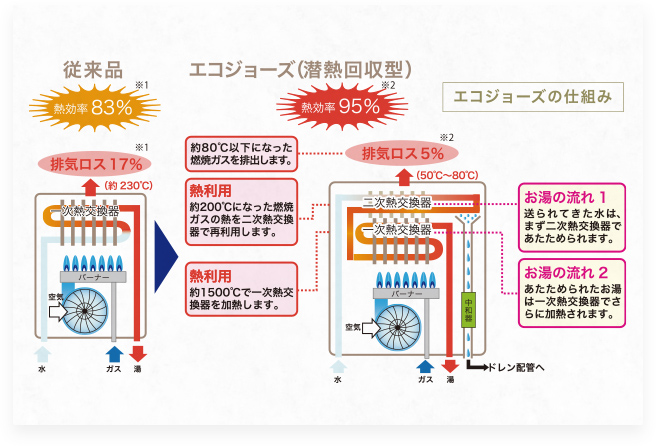 従来品
※1
熱効率 83%
※1
排気ロス 17%
(約 230℃)
一次熱交換器
バーナー
空気
水
ガス
湯
エコジョーズ(潜熱回収型)
※2
熱効率 95%
エコジョーズの仕組み
約80℃以下になった
燃焼ガスを排出します。
熱利用
約200℃になった燃焼
ガスの熱を二次熱交換
器で再利用します。
熱利用
約1500℃で一次熱交
換器を加熱します。
※2
排気ロス 5%
(50℃〜80℃)
二次熱交換器
一次熱交換器
バーナー
空気
中和器
水
ガス
湯
ドレン配管へ
お湯の流れ 1
送られてきた水は、
まず二次熱交換器で
あたためられます。
お湯の流れ 2
あたためられたお湯
は一次熱交換器でさ
らに加熱されます。